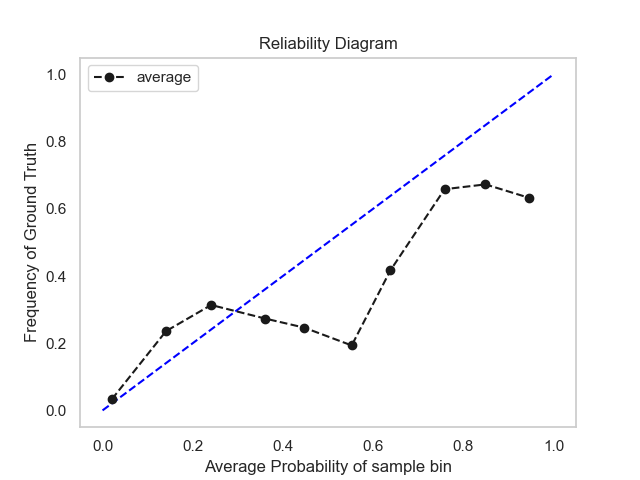 Reliability Diagram
average
1.0
0.8
0.6
0.4
0.2
0.0
Frequency of Ground Truth
0.0 0.2 0.4 0.6 0.8 1.0
Average Probability of sample bin